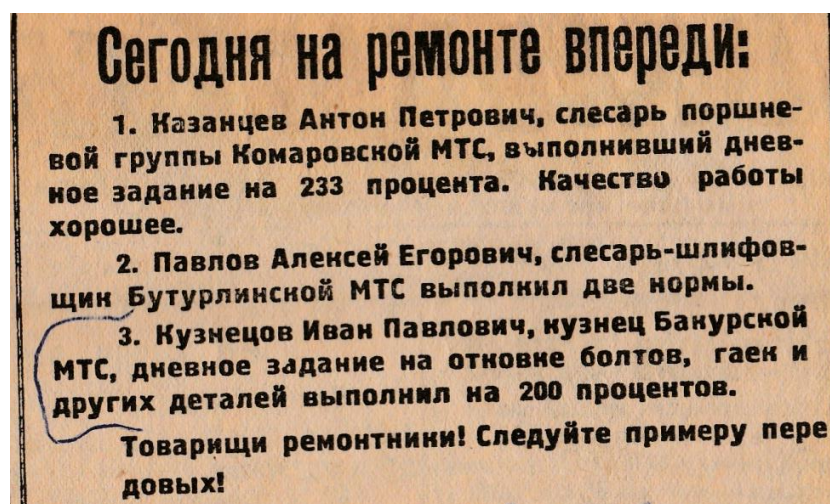 Сегодня на ремонте впереди:
1. Казанцев Антон Петрович, слесарь поршне-
вой группы Комаровской МТС, выполнивший днев-
ное задание на 233 процента. Качество работы
хорошее.
2. Павлов Алексей Егорович, слесарь-шлифов-
щик Бутурлинской МТС выполнил две нормы.
3. Кузнецов Иван Павлович, кузнец Бакурской
МТС, дневное задание на отковке болтов, гаек и
других деталей выполнил на 200 процентов.
Товарищи ремонтники! Следуйте примеру пере
довых!